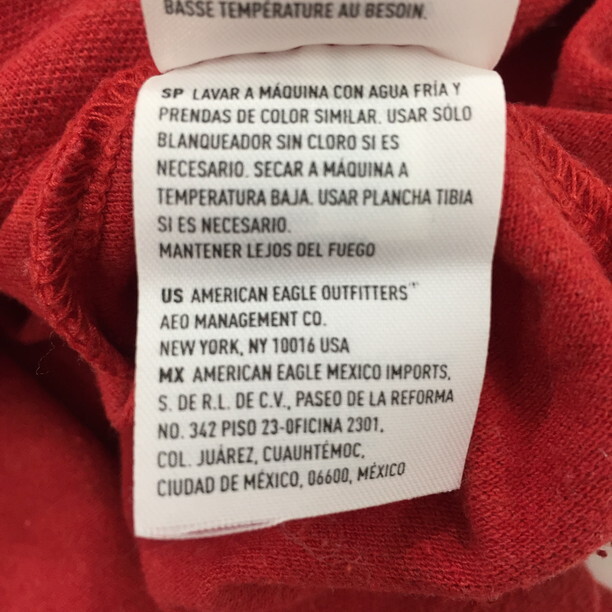 BASSE TEMPÉRATURE AU BESOIN.
SP LAVAR A MÁQUINA CON AGUA FRÍA Y
PRENDAS DE COLOR SIMILAR. USAR SÓLO
BLANQUEADOR SIN CLORO SI ES
NECESARIO. SECAR A MÁQUINA A
TEMPERATURA BAJA. USAR PLANCHA TIBIA
SI ES NECESARIO.
MANTENER LEJOS DEL FUEGO
US AMERICAN EAGLE OUTFITTERS™
AEO MANAGEMENT CO.
NEW YORK, NY 10016 USA
MX AMERICAN EAGLE MEXICO IMPORTS,
S. DE R.L. DE C.V., PASEO DE LA REFORMA
NO. 342 PISO 23-OFICINA 2301,
COL. JUÁREZ, CUAUHTÉMOC,
CIUDAD DE MÉXICO, 06600, MÉXICO